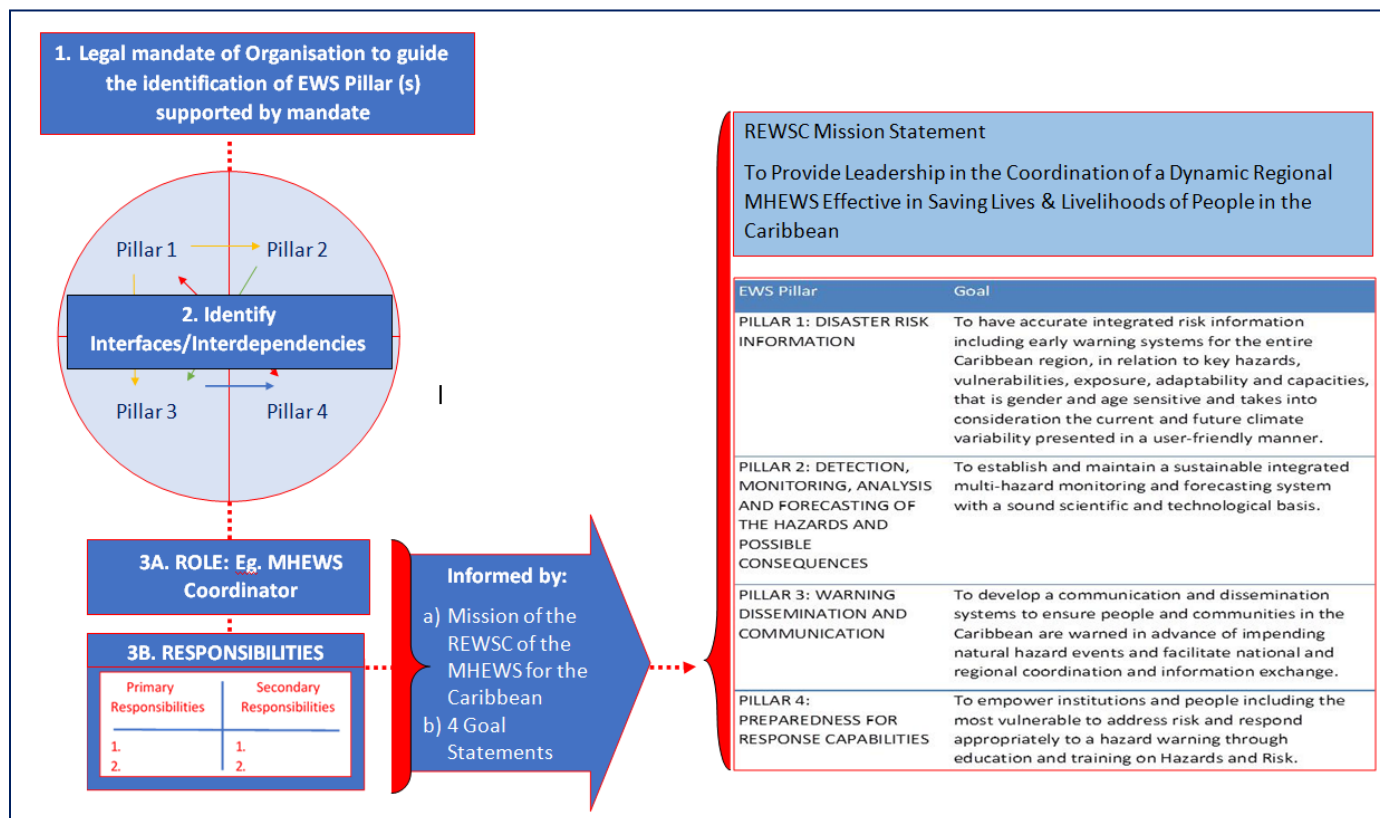 1. Legal mandate of Organisation to guide
the identification of EWS Pillar (s)
supported by mandate
Pillar 1
Pillar 2
2. Identify
Interfaces/Interdependencies
Pillar 3
Pillar 4
3A. ROLE: Eg. MHEWS
Coordinator
3B. RESPONSIBILITIES
Primary
Responsibilities
Secondary
Responsibilities
1.
2.
1.
2.
Informed by:
a) Mission of the
REWSC of the
MHEWS for the
Caribbean
b) 4 Goal
Statements
REWSC Mission Statement
To Provide Leadership in the Coordination of a Dynamic Regional
MHEWS Effective in Saving Lives & Livelihoods of People in the
Caribbean
EWS Pillar
Goal
PILLAR 1: DISASTER RISK
INFORMATION
To have accurate integrated risk information
including early warning systems for the entire
Caribbean region, in relation to key hazards,
vulnerabilities, exposure, adaptability and capacities,
that is gender and age sensitive and takes into
consideration the current and future climate
variability presented in a user-friendly manner.
PILLAR 2: DETECTION,
MONITORING, ANALYSIS
AND FORECASTING OF
THE HAZARDS AND
POSSIBLE
CONSEQUENCES
To establish and maintain a sustainable integrated
multi-hazard monitoring and forecasting system
with a sound scientific and technological basis.
PILLAR 3: WARNING
DISSEMINATION AND
COMMUNICATION
To develop a communication and dissemination
systems to ensure people and communities in the
Caribbean are warned in advance of impending
natural hazard events and facilitate national and
regional coordination and information exchange.
PILLAR 4:
PREPAREDNESS FOR
RESPONSE CAPABILITIES
To empower institutions and people including the
most vulnerable to address risk and respond
appropriately to a hazard warning through
education and training on Hazards and Risk.